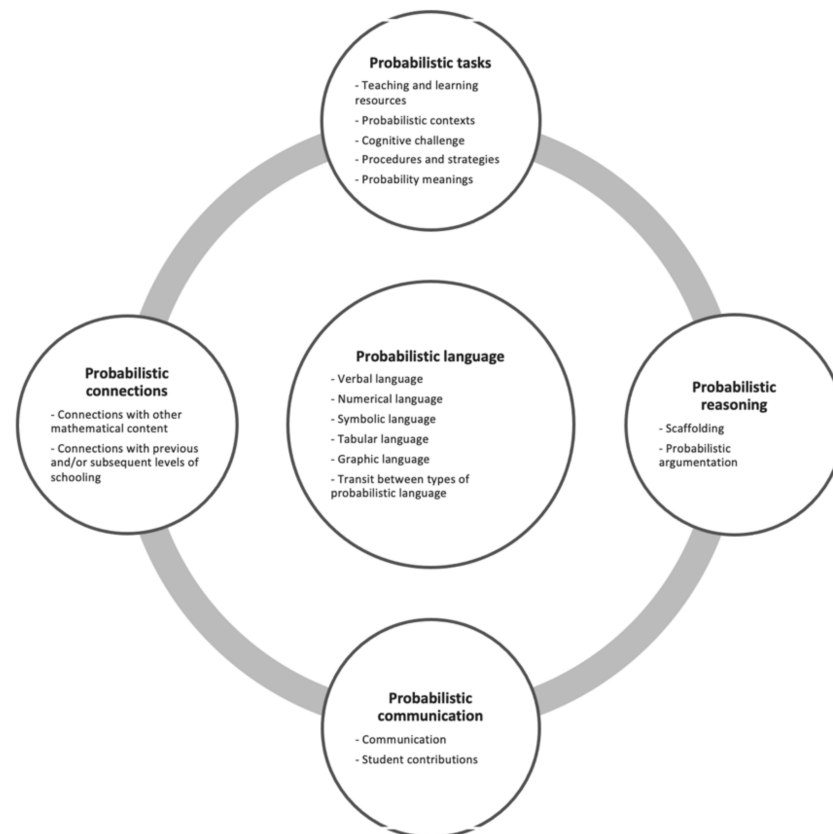 Probabilistic tasks
- Teaching and learning
resources
- Probabilistic contexts
- Cognitive challenge
- Procedures and strategies
- Probability meanings
Probabilistic
connections
- Connections with other
mathematical content
- Connections with previous
and/or subsequent levels of
schooling
Probabilistic language
- Verbal language
- Numerical language
- Symbolic language
- Tabular language
- Graphic language
- Transit between types of
probabilistic language
Probabilistic
reasoning
- Scaffolding
- Probabilistic
argumentation
Probabilistic
communication
- Communication
- Student contributions